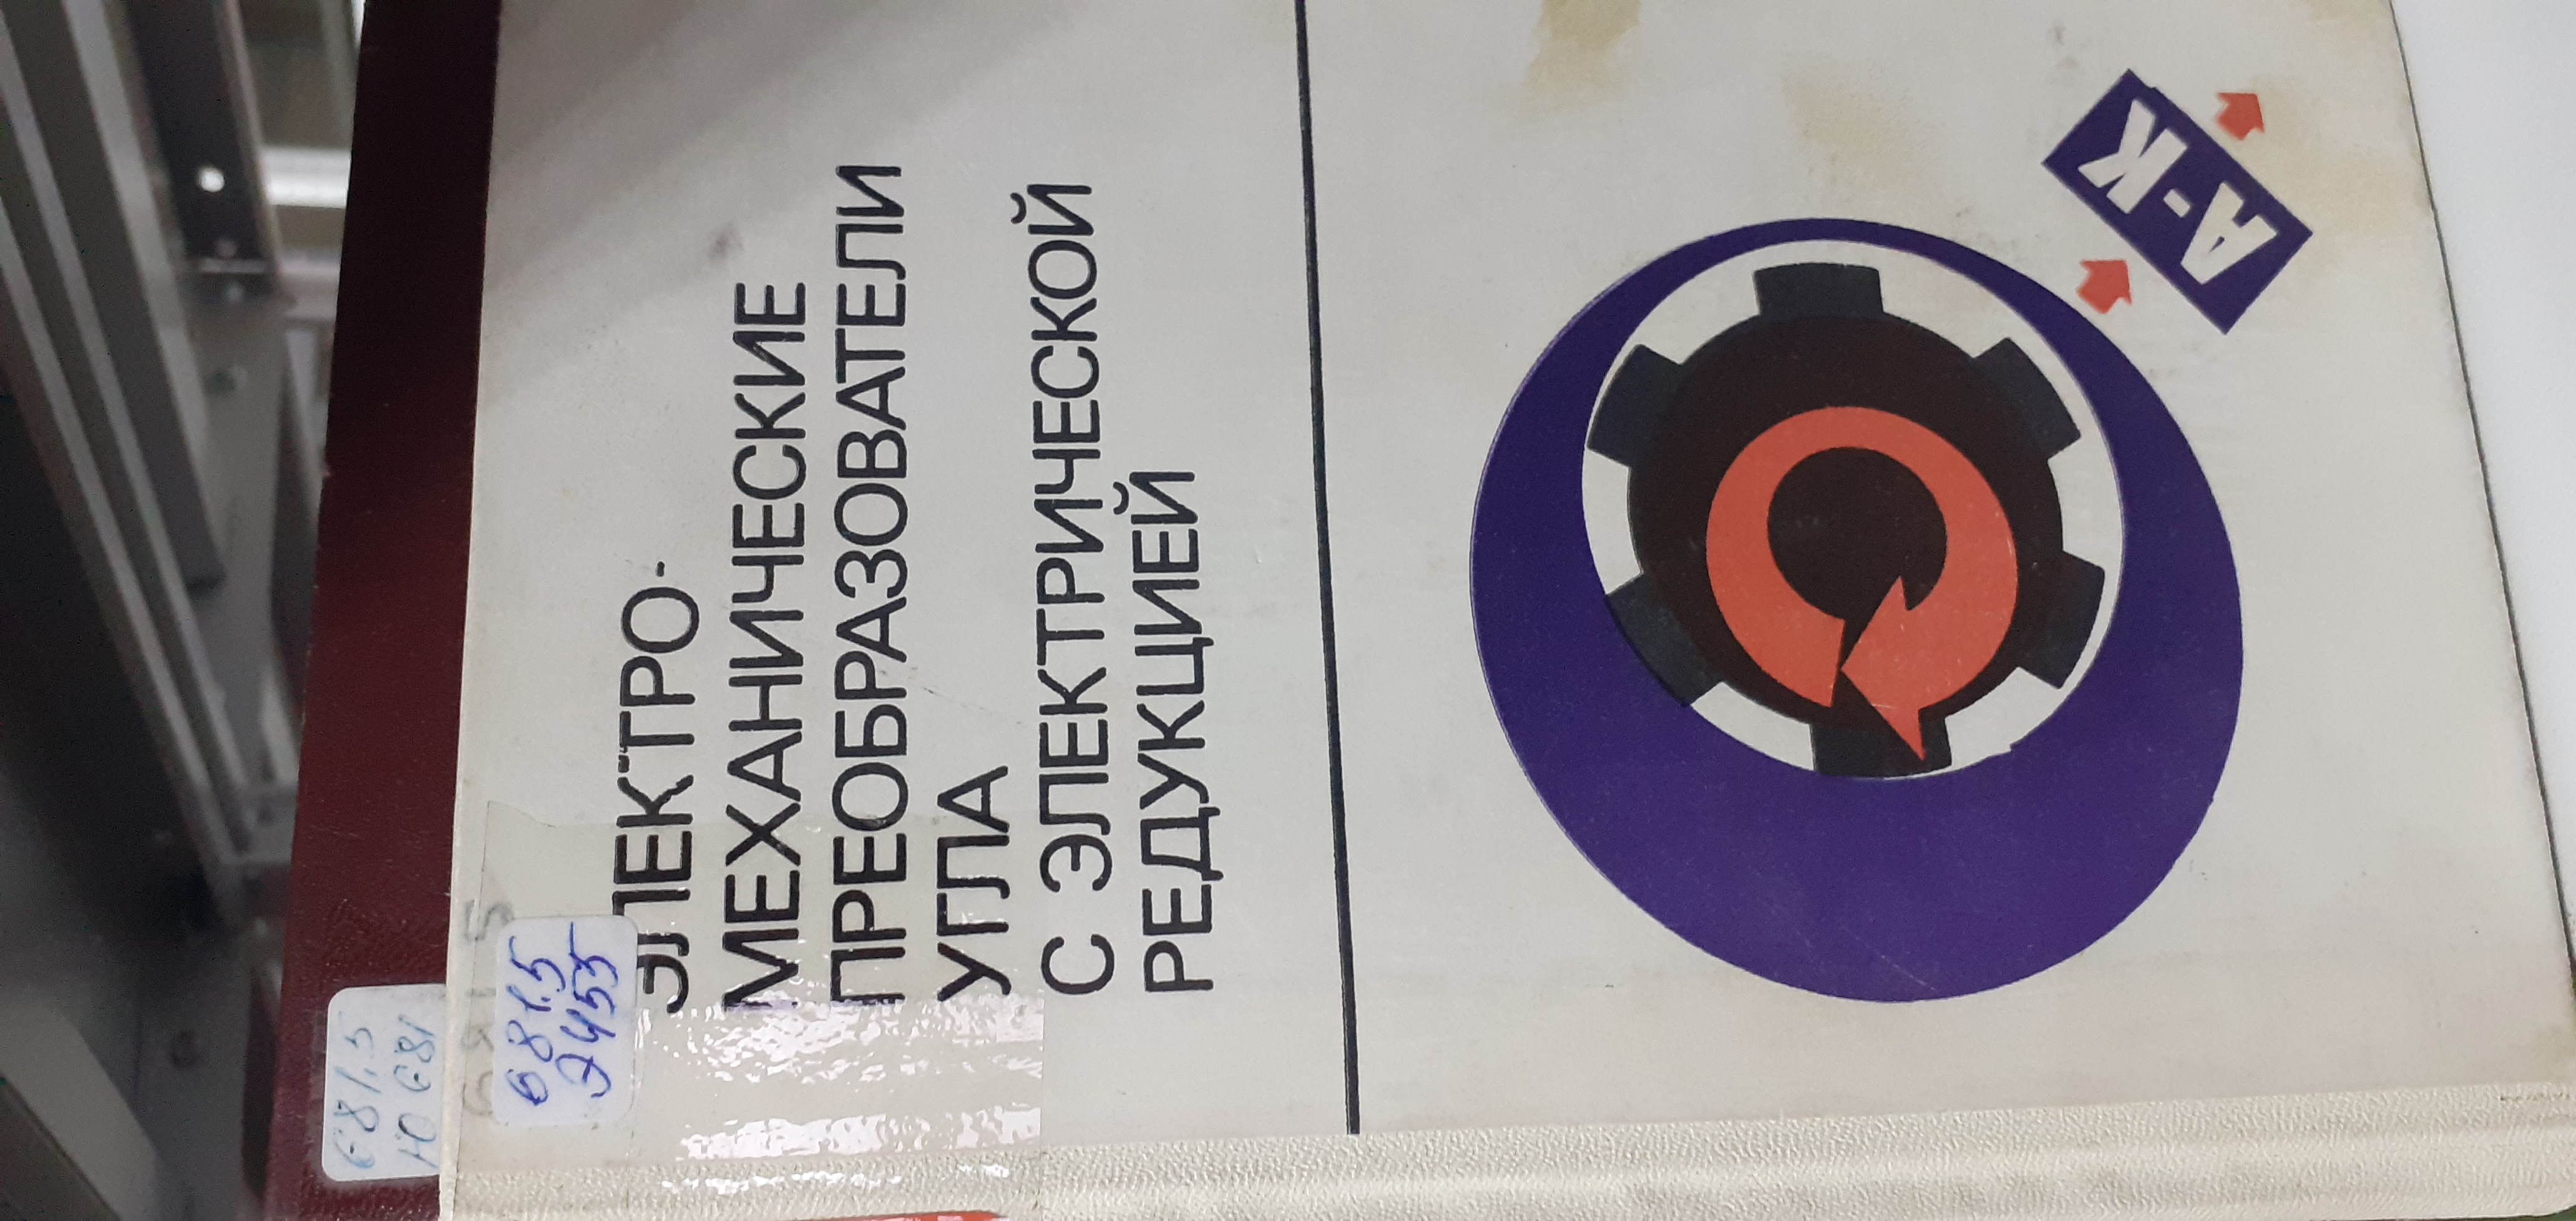 681.5
Э455
ЭЛЕКТРО-
МЕХАНИЧЕСКИЕ
ПРЕОБРАЗОВАТЕЛИ
УГЛА
С ЭЛЕКТРИЧЕСКОЙ
РЕДУКЦИЕЙ
А-К
681.5
Ю681